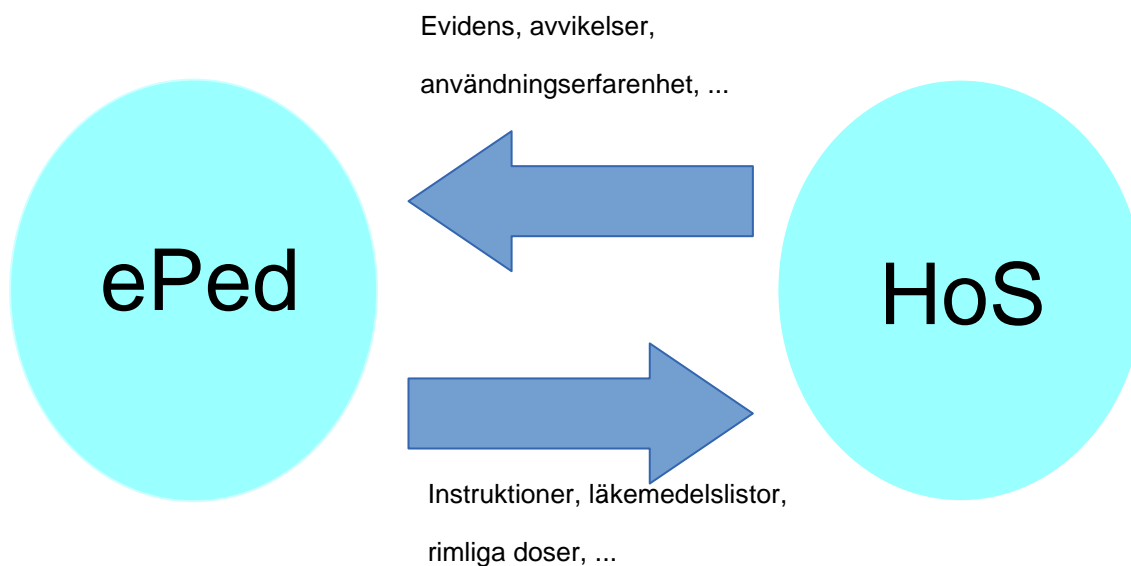 Evidens, avvikelser,
användningserfarenhet, ...
ePed
HoS
Instruktioner, läkemedelslistor,
rimliga doser, ...